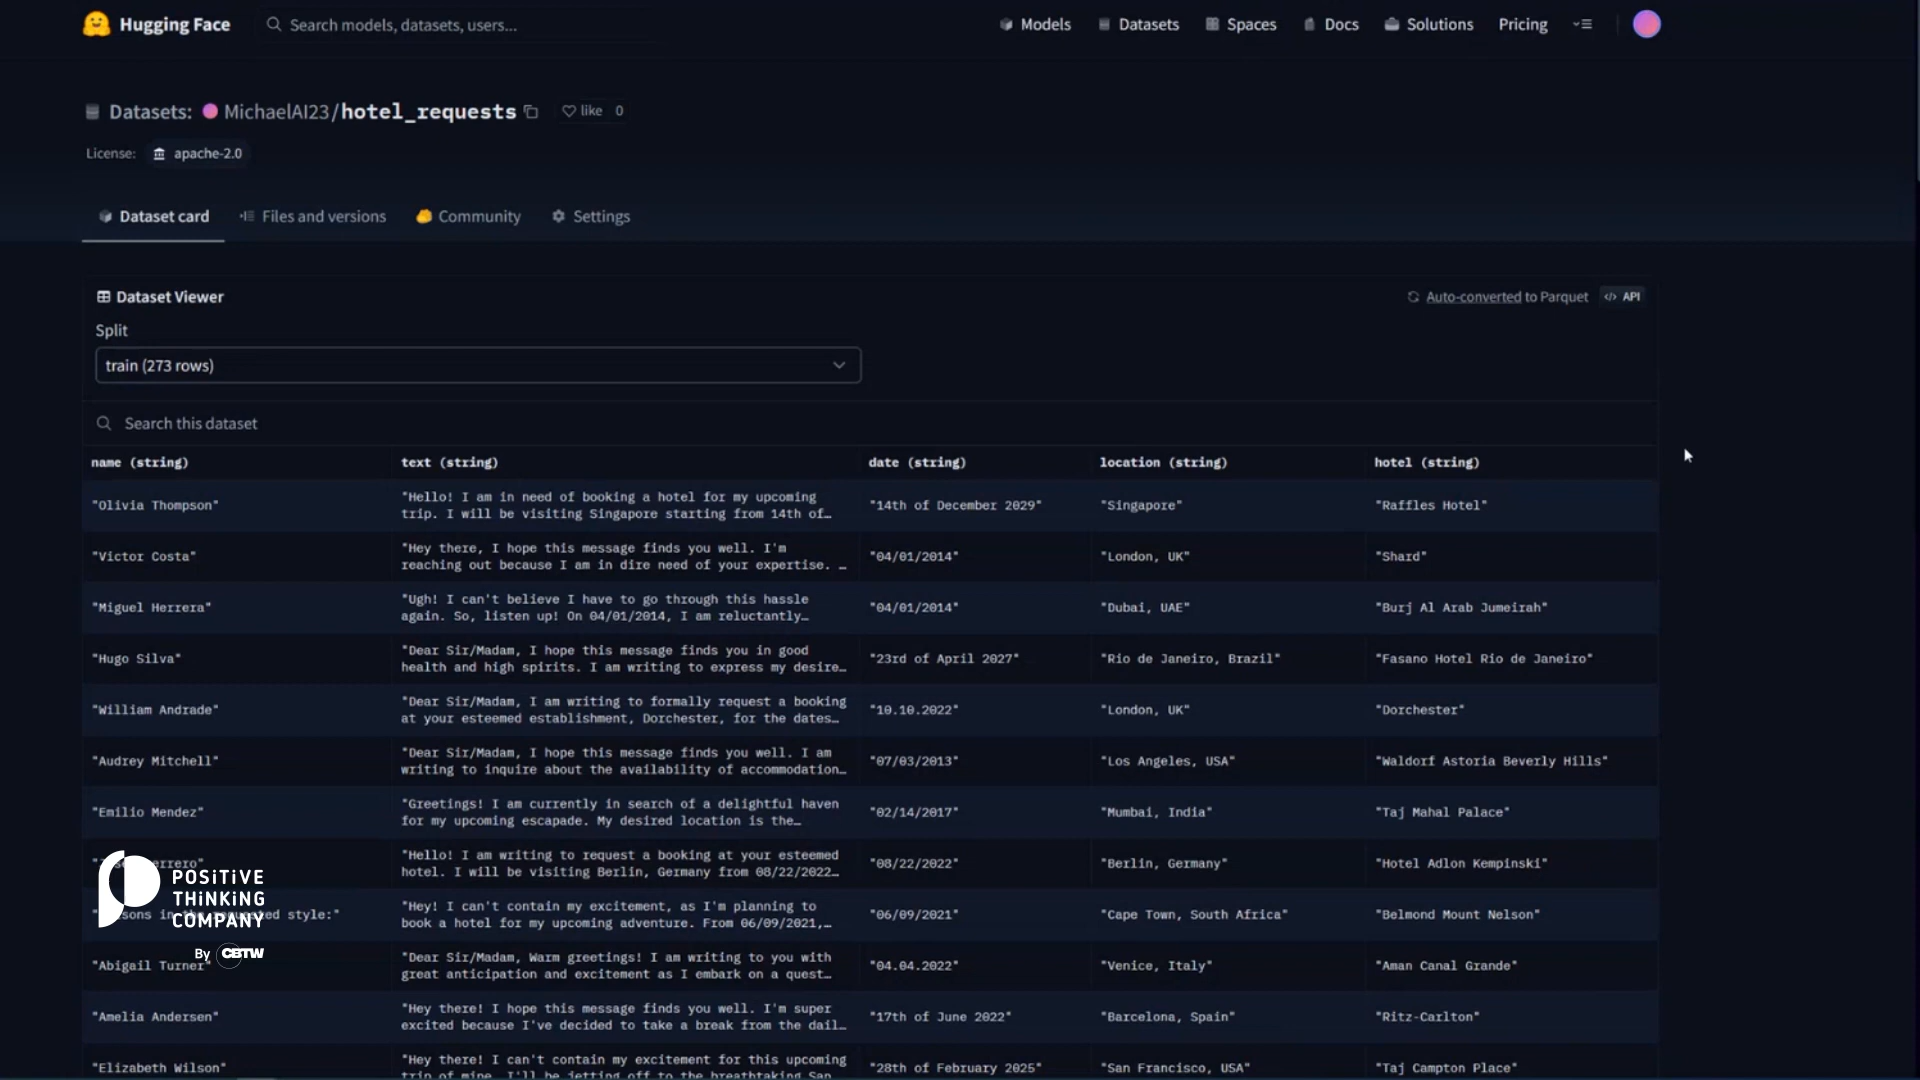 Hugging Face
Search models, datasets, users...
Models
Datasets
Spaces
Docs
Solutions
Pricing
Datasets: MichaelAI23/hotel_requests
like 0
License: apache-2.0
Dataset card
Files and versions
Community
Settings
Dataset Viewer
Auto-converted to Parquet
</> API
Split
train (273 rows)
Search this dataset
name (string) text (string) date (string) location (string) hotel (string)
"Olivia Thompson" "Hello! I am in need of booking a hotel for my upcoming
trip. I will be visiting Singapore starting from 14th of… "14th of December 2029" "Singapore" "Raffles Hotel"
"Victor Costa" "Hey there, I hope this message finds you well. I'm
reaching out because I am in dire need of your expertise. … "04/01/2014" "London, UK" "Shard"
"Miguel Herrera" "Ugh! I can't believe I have to go through this hassle
again. So, listen up! On 04/01/2014, I am reluctantly… "04/01/2014" "Dubai, UAE" "Burj Al Arab Jumeirah"
"Hugo Silva" "Dear Sir/Madam, I hope this message finds you in good
health and high spirits. I am writing to express my desire… "23rd of April 2027" "Rio de Janeiro, Brazil" "Fasano Hotel Rio de Janeiro"
"William Andrade" "Dear Sir/Madam, I am writing to formally request a booking
at your esteemed establishment, Dorchester, for the dates… "10.10.2022" "London, UK" "Dorchester"
"Audrey Mitchell" "Dear Sir/Madam, I hope this message finds you well. I am
writing to inquire about the availability of accommodation… "07/03/2013" "Los Angeles, USA" "Waldorf Astoria Beverly Hills"
"Emilio Mendez" "Greetings! I am currently in search of a delightful haven
for my upcoming escapade. My desired location is the… "02/14/2017" "Mumbai, India" "Taj Mahal Palace"
"Hello! I am writing to request a booking at your esteemed
hotel. I will be visiting Berlin, Germany from 08/22/2022… "08/22/2022" "Berlin, Germany" "Hotel Adlon Kempinski"
style:" "Hey! I can't contain my excitement, as I'm planning to
book a hotel for my upcoming adventure. From 06/09/2021,… "06/09/2021" "Cape Town, South Africa" "Belmond Mount Nelson"
"Abigail Turner" "Dear Sir/Madam, Warm greetings! I am writing to you with
great anticipation and excitement as I embark on a quest… "04.04.2022" "Venice, Italy" "Aman Canal Grande"
"Amelia Andersen" "Hey there! I hope this message finds you well. I'm super
excited because I've decided to take a break from the dail… "17th of June 2022" "Barcelona, Spain" "Ritz-Carlton"
"Elizabeth Wilson" "Hey there! I can't contain my excitement for this upcoming
trip of mine. I'll be jetting off to the breathtaking San "28th of February 2025" "San Francisco, USA" "Taj Campton Place"
POSiTiVE
THiNKiNG
COMPANY
By CBTW